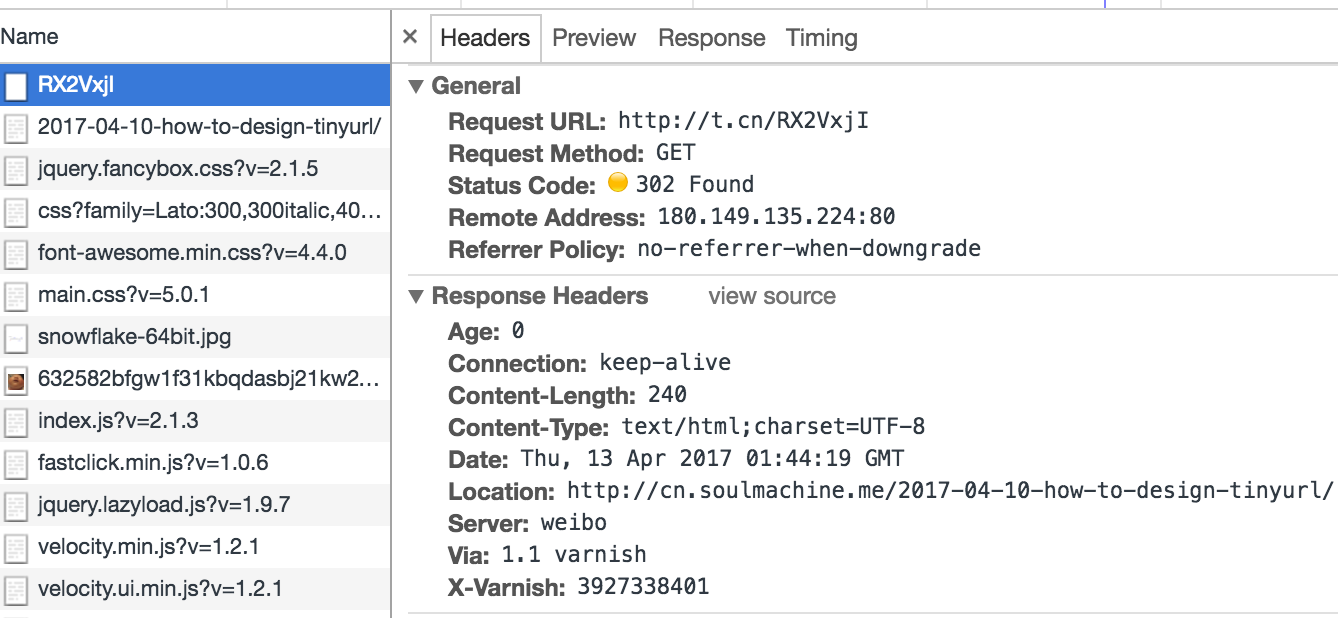 Name
RX2VxjI
2017-04-10-how-to-design-tinyurl/
jquery.fancybox.css?v=2.1.5
css?family=Lato:300,300italic,40…
font-awesome.min.css?v=4.4.0
main.css?v=5.0.1
snowflake-64bit.jpg
632582bfgw1f31kbqdasbj21kw2…
index.js?v=2.1.3
fastclick.min.js?v=1.0.6
jquery.lazyload.js?v=1.9.7
velocity.min.js?v=1.2.1
velocity.ui.min.js?v=1.2.1
× Headers Preview Response Timing
▼ General
Request URL: http://t.cn/RX2VxjI
Request Method: GET
Status Code: 302 Found
Remote Address: 180.149.135.224:80
Referrer Policy: no-referrer-when-downgrade
▼ Response Headers view source
Age: 0
Connection: keep-alive
Content-Length: 240
Content-Type: text/html;charset=UTF-8
Date: Thu, 13 Apr 2017 01:44:19 GMT
Location: http://cn.soulmachine.me/2017-04-10-how-to-design-tinyurl/
Server: weibo
Via: 1.1 varnish
X-Varnish: 3927338401